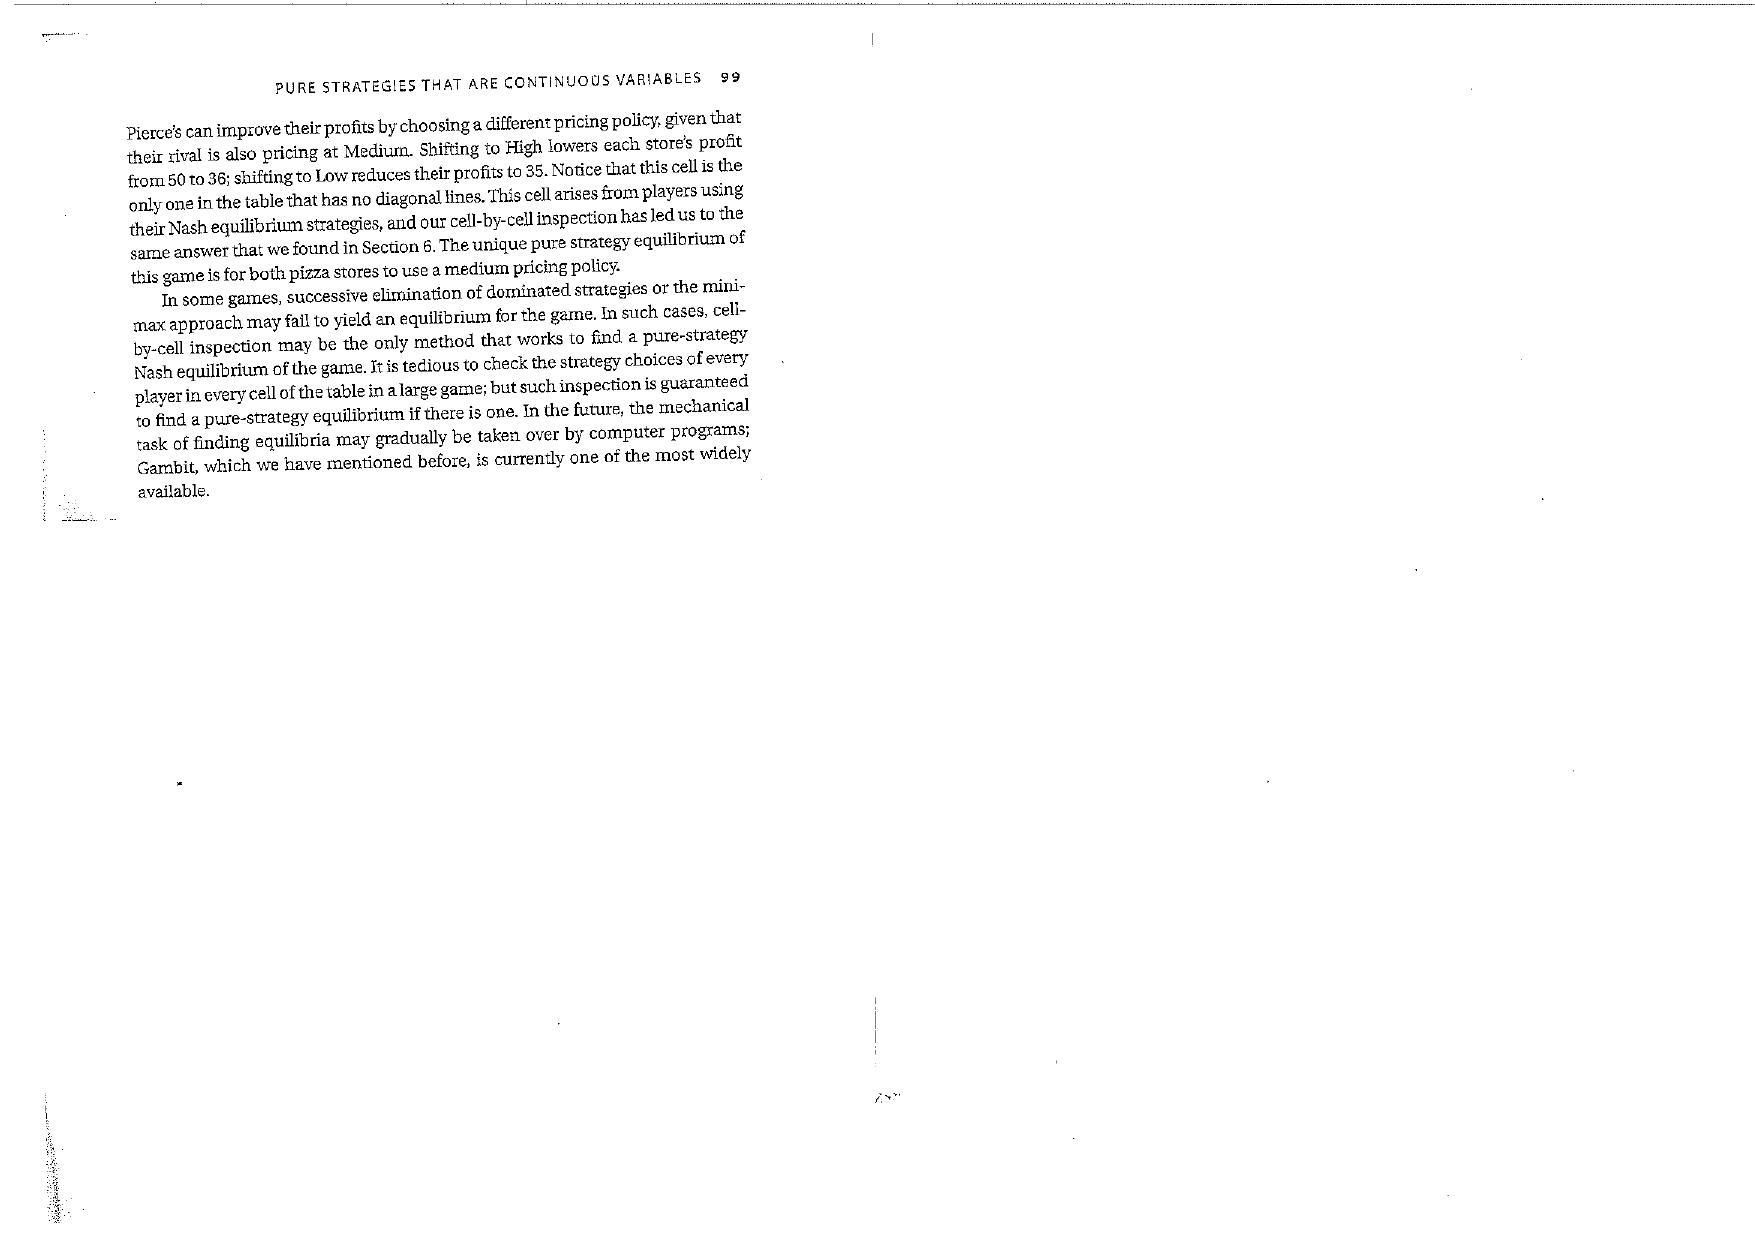 PURE STRATEGIES THAT ARE CONTINUOUS VARIABLES 99
Pierce's can improve their profits by choosing a different pricing policy, given that
their rival is also pricing at Medium. Shifting to High lowers each store's profit
from 50 to 36; shifting to Low reduces their profits to 35. Notice that this cell is the
only one in the table that has no diagonal lines. This cell arises from players using
their Nash equilibrium strategies, and our cell-by-cell inspection has led us to the
same answer that we found in Section 6. The unique pure strategy equilibrium of
this game is for both pizza stores to use a medium pricing policy.
In some games, successive elimination of dominated strategies or the mini-
max approach may fail to yield an equilibrium for the game. In such cases, cell-
by-cell inspection may be the only method that works to find a pure-strategy
Nash equilibrium of the game. It is tedious to check the strategy choices of every
player in every cell of the table in a large game; but such inspection is guaranteed
to find a pure-strategy equilibrium if there is one. In the future, the mechanical
task of finding equilibria may gradually be taken over by computer programs;
Gambit, which we have mentioned before, is currently one of the most widely
available.